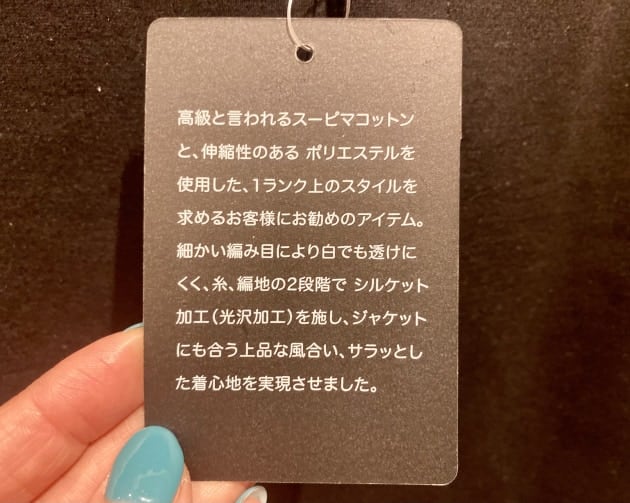 高級と言われるスーピマコットン
と、伸縮性のある ポリエステルを
使用した、1ランク上のスタイルを
求めるお客様にお勧めのアイテム。
細かい編み目により白でも透けに
くく、糸、編地の2段階で シルケット
加工(光沢加工)を施し、ジャケット
にも合う上品な風合い、サラッとし
た着心地を実現させました。